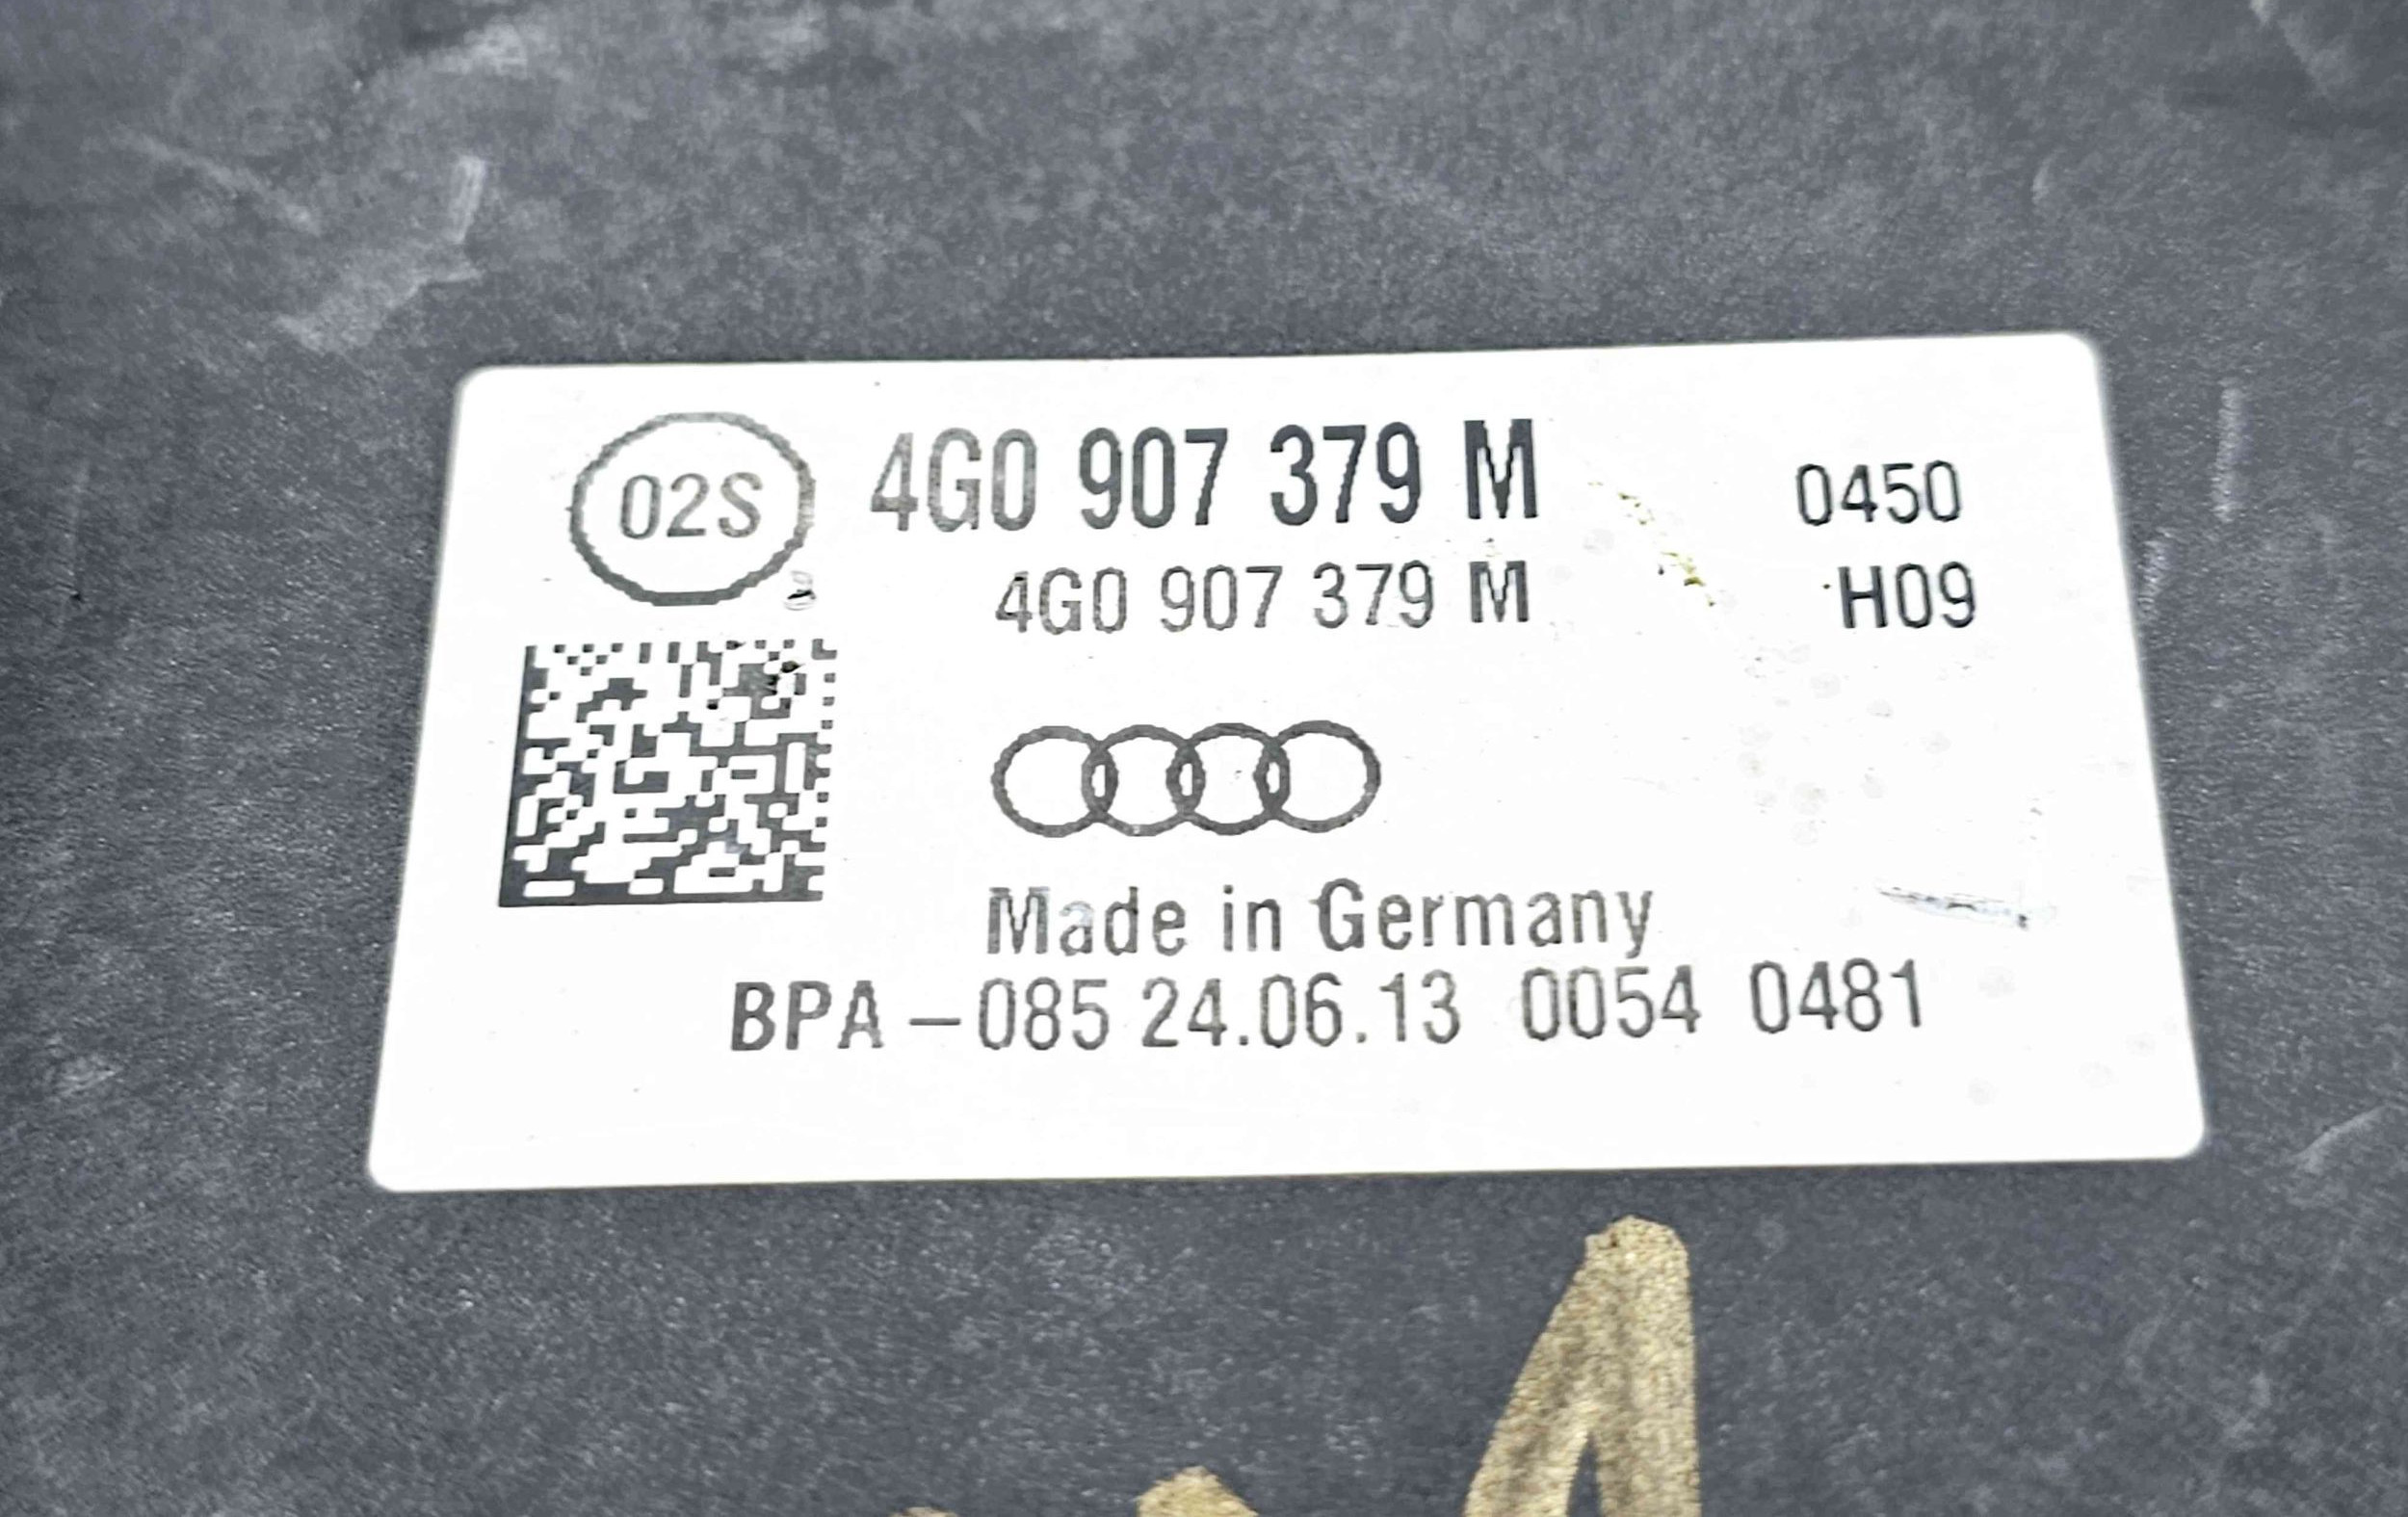 02S 4G0 907 379 M 0450
4G0 907 379 M H09
Made in Germany
BPA-085 24.06.13 0054 0481